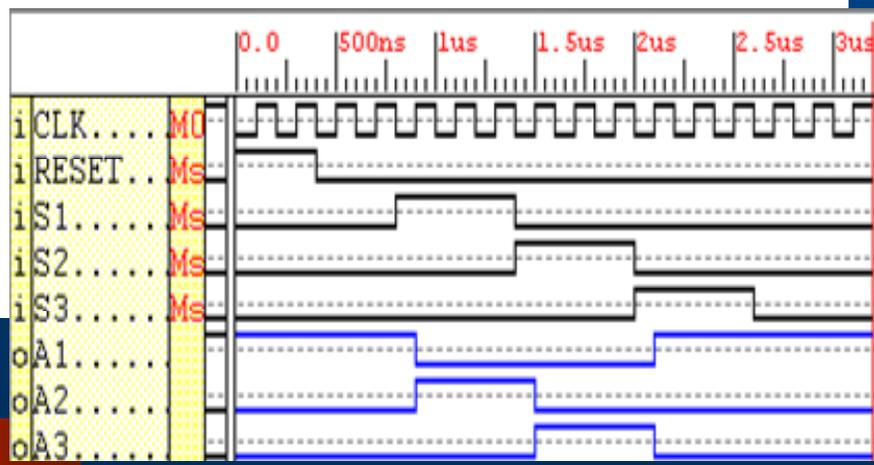 0.0 500ns 1us 1.5us 2us 2.5us 3us
i CLK.... M0
i RESET.. Ms
i S1..... Ms
i S2..... Ms
i S3..... Ms
o A1.....
o A2.....
o A3.....